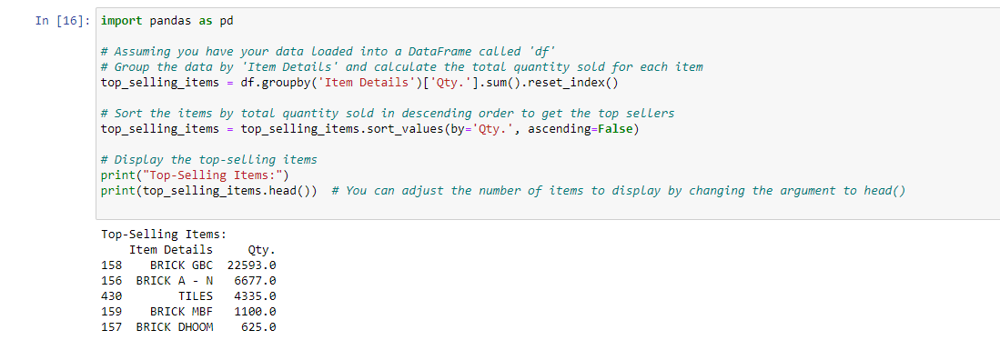 In [16]: import pandas as pd
# Assuming you have your data loaded into a DataFrame called 'df'
# Group the data by 'Item Details' and calculate the total quantity sold for each item
top_selling_items = df.groupby('Item Details')['Qty.'].sum().reset_index()
# Sort the items by total quantity sold in descending order to get the top sellers
top_selling_items = top_selling_items.sort_values(by='Qty.', ascending=False)
# Display the top-selling items
print("Top-Selling Items:")
print(top_selling_items.head())  # You can adjust the number of items to display by changing the argument to head()
Top-Selling Items:
    Item Details     Qty.
158    BRICK GBC  22593.0
156  BRICK A - N   6677.0
430        TILES   4335.0
159    BRICK MBF   1100.0
157  BRICK DHOOM    625.0